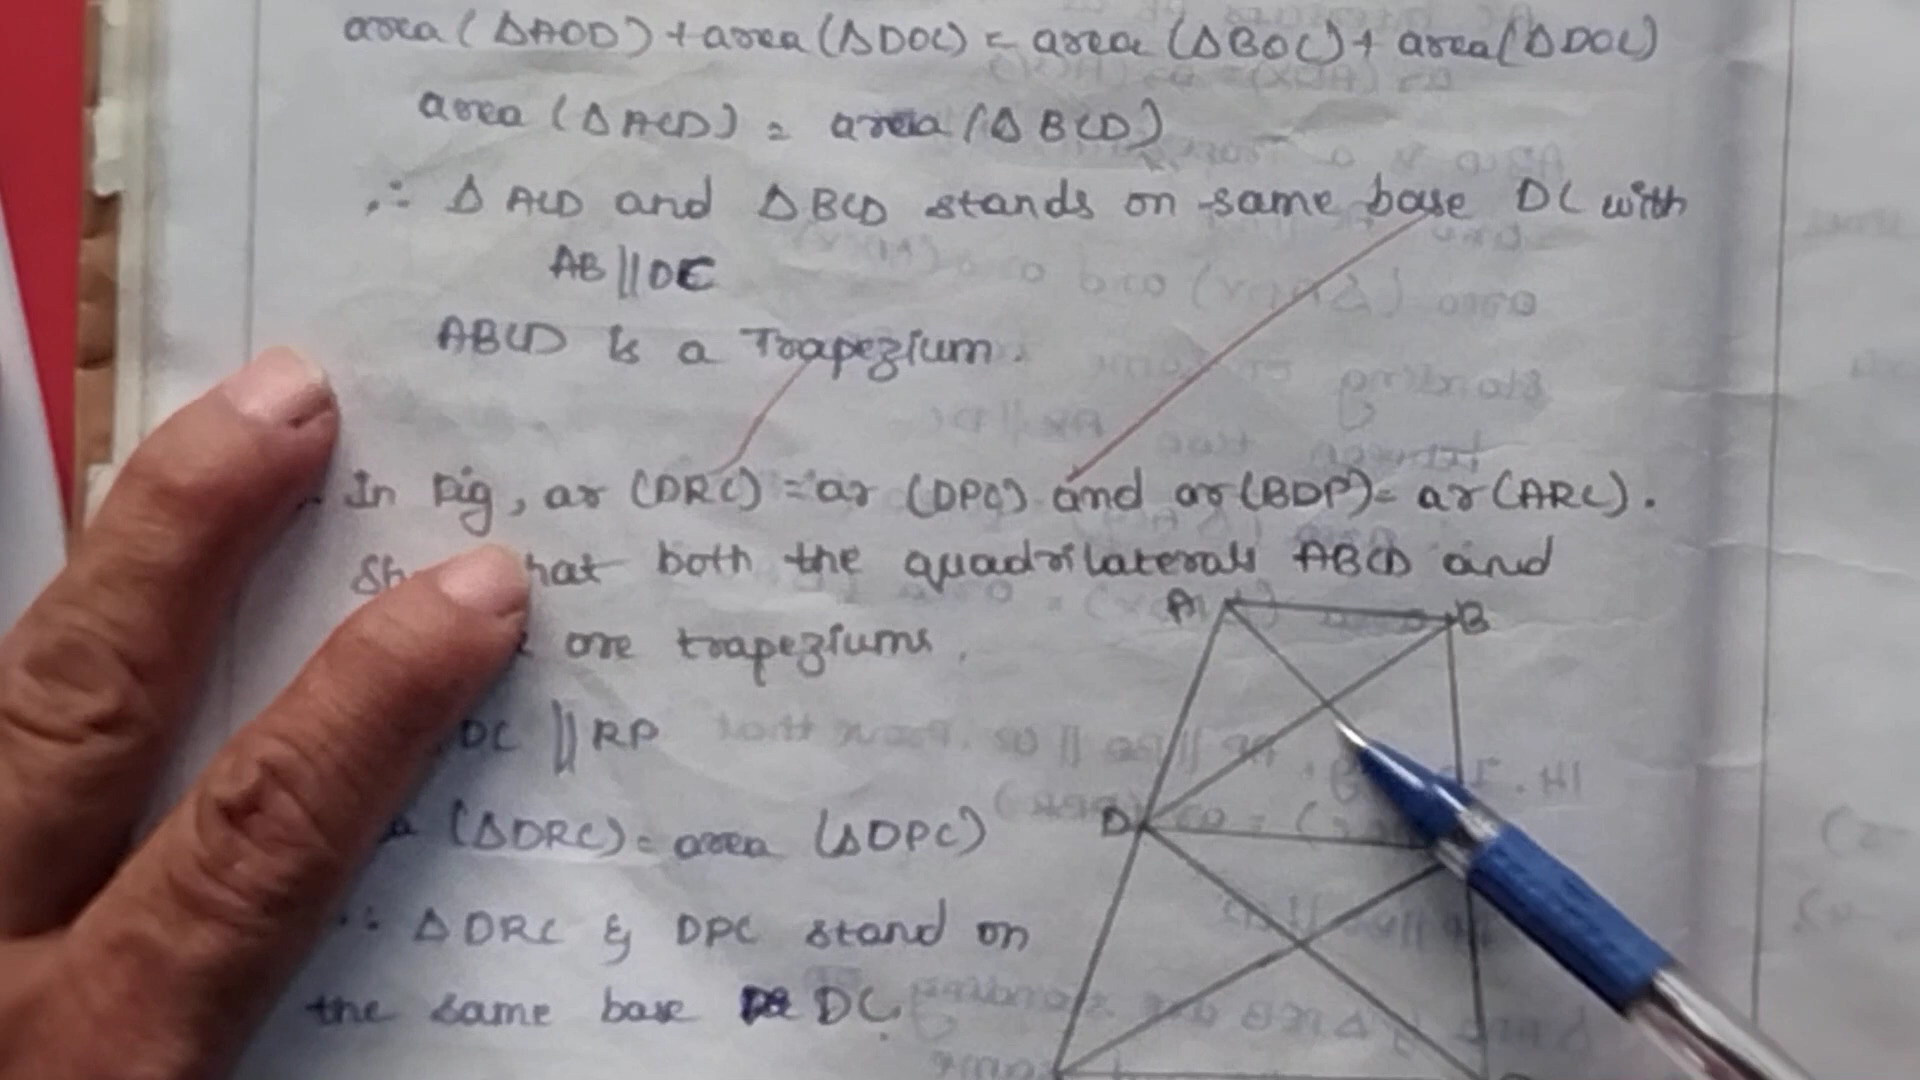 area (ΔAOD) + area (ΔDOC) = area (ΔBOC) + area (ΔDOC)
area (ΔACD) = area (ΔBCD)
∴ Δ ACD and ΔBCD stands on same base DC with
AB || DC
ABCD is a Trapezium.
In Fig, ar (DRC) = ar (DPC) and ar (BDP) = ar (ARC).
both the quadrilaterals ABCD and
are trapeziums.
A B
DC || RP
(ΔDRC) = area (ΔDPC)
D
∴ ΔDRC & DPC stand on
the same base DC.